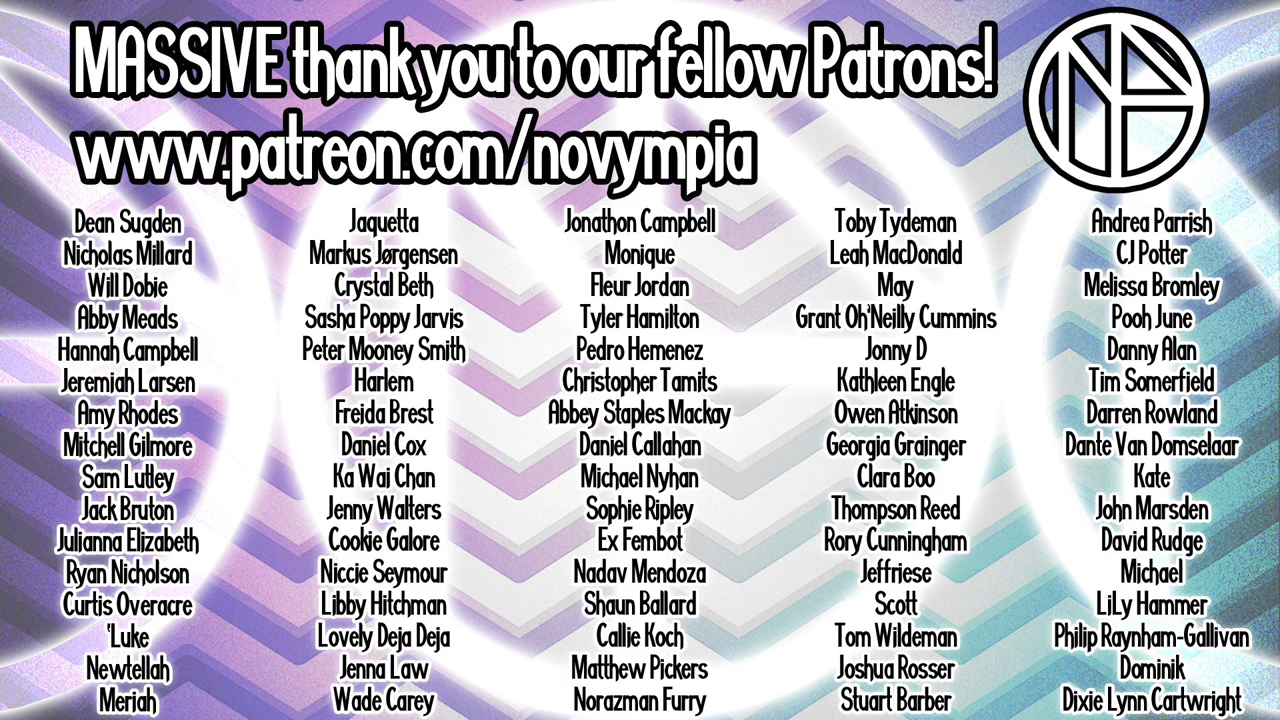 MASSIVE thank you to our fellow Patrons!
www.patreon.com/novympia
Dean Sugden
Nicholas Millard
Will Dobie
Abby Meads
Hannah Campbell
Jeremiah Larsen
Amy Rhodes
Mitchell Gilmore
Sam Lutley
Jack Bruton
Julianna Elizabeth
Ryan Nicholson
Curtis Overacre
'Luke
Newtellah
Meriah
Jaquetta
Markus Jørgensen
Crystal Beth
Sasha Poppy Jarvis
Peter Mooney Smith
Harlem
Freida Brest
Daniel Cox
Ka Wai Chan
Jenny Walters
Cookie Galore
Niccie Seymour
Libby Hitchman
Lovely Deja Deja
Jenna Law
Wade Carey
Jonathon Campbell
Monique
Fleur Jordan
Tyler Hamilton
Pedro Hemenez
Christopher Tamits
Abbey Staples Mackay
Daniel Callahan
Michael Nyhan
Sophie Ripley
Ex Fembot
Nadav Mendoza
Shaun Ballard
Callie Koch
Matthew Pickers
Norazman Furry
Toby Tydeman
Leah MacDonald
May
Grant Oh'Neilly Cummins
Jonny D
Kathleen Engle
Owen Atkinson
Georgia Grainger
Clara Boo
Thompson Reed
Rory Cunningham
Jeffriese
Scott
Tom Wildeman
Joshua Rosser
Stuart Barber
Andrea Parrish
CJ Potter
Melissa Bromley
Pooh June
Danny Alan
Tim Somerfield
Darren Rowland
Dante Van Domselaar
Kate
John Marsden
David Rudge
Michael
LiLy Hammer
Philip Raynham-Gallivan
Dominik
Dixie Lynn Cartwright